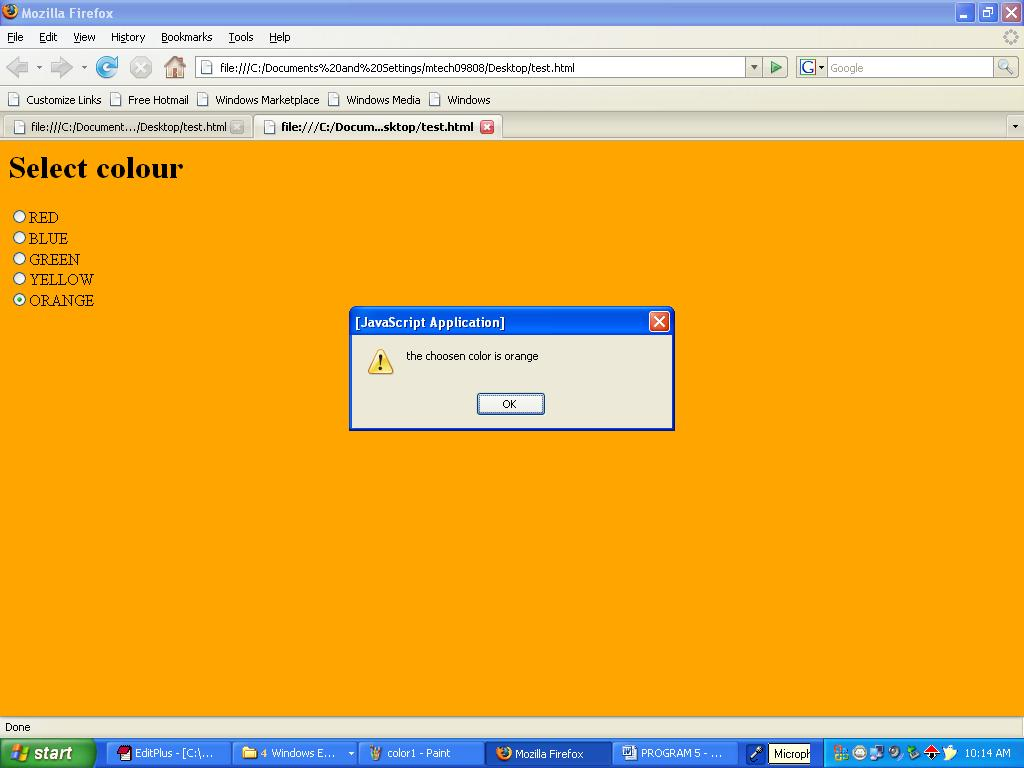 Mozilla Firefox
File Edit View History Bookmarks Tools Help
file:///C:/Documents%20and%20Settings/mtech09808/Desktop/test.html G Google
Customize Links Free Hotmail Windows Marketplace Windows Media Windows
file:///C:/Document.../Desktop/test.html file:///C:/Docum...sktop/test.html
Select colour
RED
BLUE
GREEN
YELLOW
ORANGE
[JavaScript Application]
the choosen color is orange
OK
Done
start EditPlus - [C:\... 4 Windows E... color1 - Paint Mozilla Firefox PROGRAM 5 - ... Microph 10:14 AM